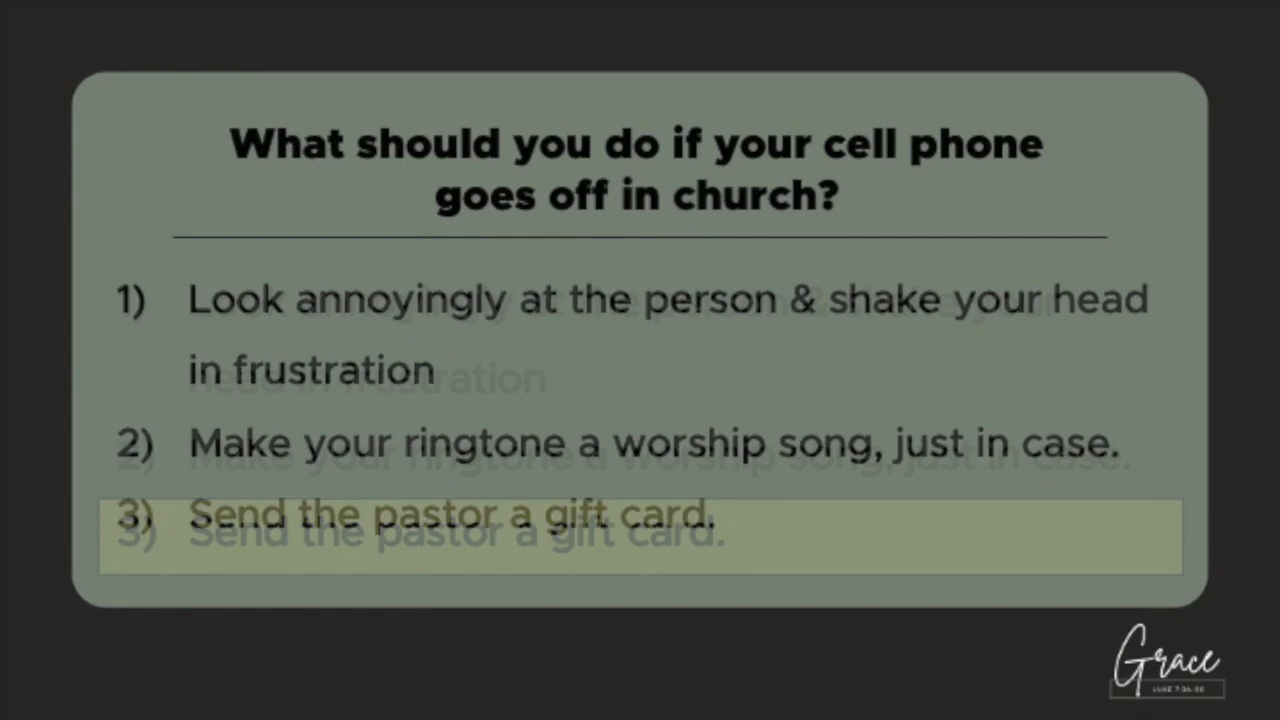 What should you do if your cell phone
goes off in church?
1) Look annoyingly at the person & shake your head
in frustration
2) Make your ringtone a worship song, just in case.
3) Send the pastor a gift card.
Grace